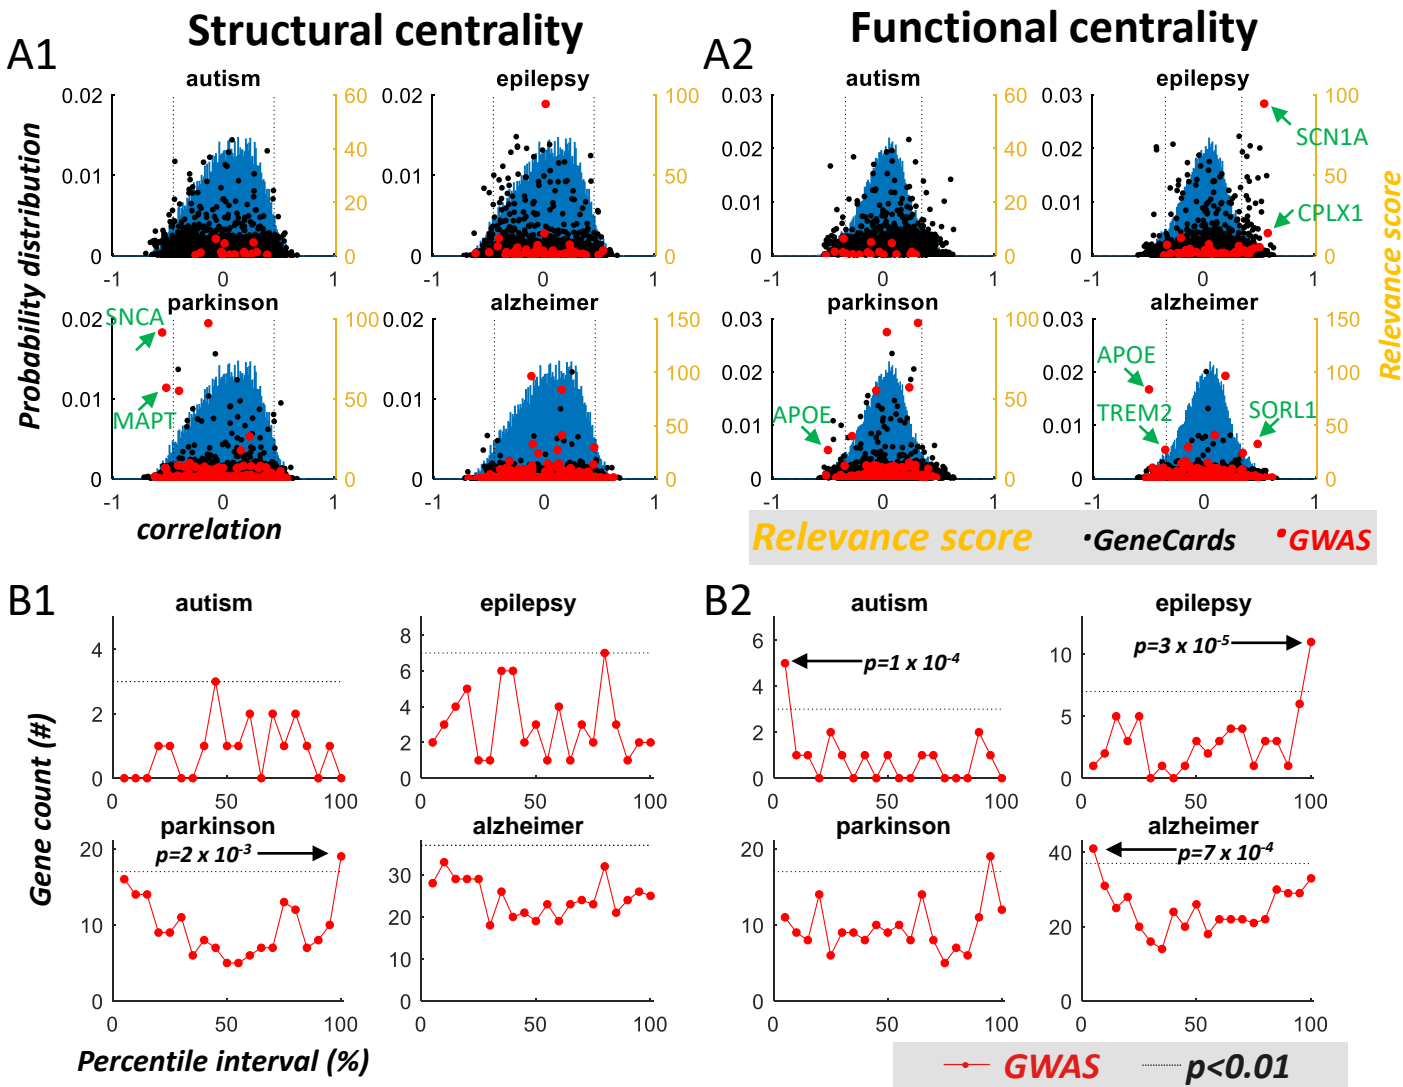 Structural centrality
Functional centrality
A1
autism
0.02
0.01
0
60
40
20
0
-1 0 1
epilepsy
0.02
0.01
0
100
50
0
-1 0 1
parkinson
0.02
0.01
0
100
50
0
-1 0 1
SNCA
MAPT
alzheimer
0.02
0.01
0
150
100
50
0
-1 0 1
Probability distribution
correlation
A2
autism
0.03
0.02
0.01
0
60
40
20
0
-1 0 1
epilepsy
0.03
0.02
0.01
0
100
50
0
-1 0 1
SCN1A
CPLX1
parkinson
0.03
0.02
0.01
0
100
50
0
-1 0 1
APOE
alzheimer
0.03
0.02
0.01
0
150
100
50
0
-1 0 1
APOE
TREM2
SORL1
Relevance score
Relevance score •GeneCards •GWAS
B1
autism
4
2
0
0 50 100
epilepsy
8
6
4
2
0
0 50 100
parkinson
p=2 x 10⁻³
20
10
0
0 50 100
alzheimer
30
20
10
0
0 50 100
Gene count (#)
Percentile interval (%)
B2
autism
p=1 x 10⁻⁴
6
4
2
0
0 50 100
epilepsy
p=3 x 10⁻⁵
10
5
0
0 50 100
parkinson
20
10
0
0 50 100
alzheimer
p=7 x 10⁻⁴
40
20
0
0 50 100
GWAS p<0.01